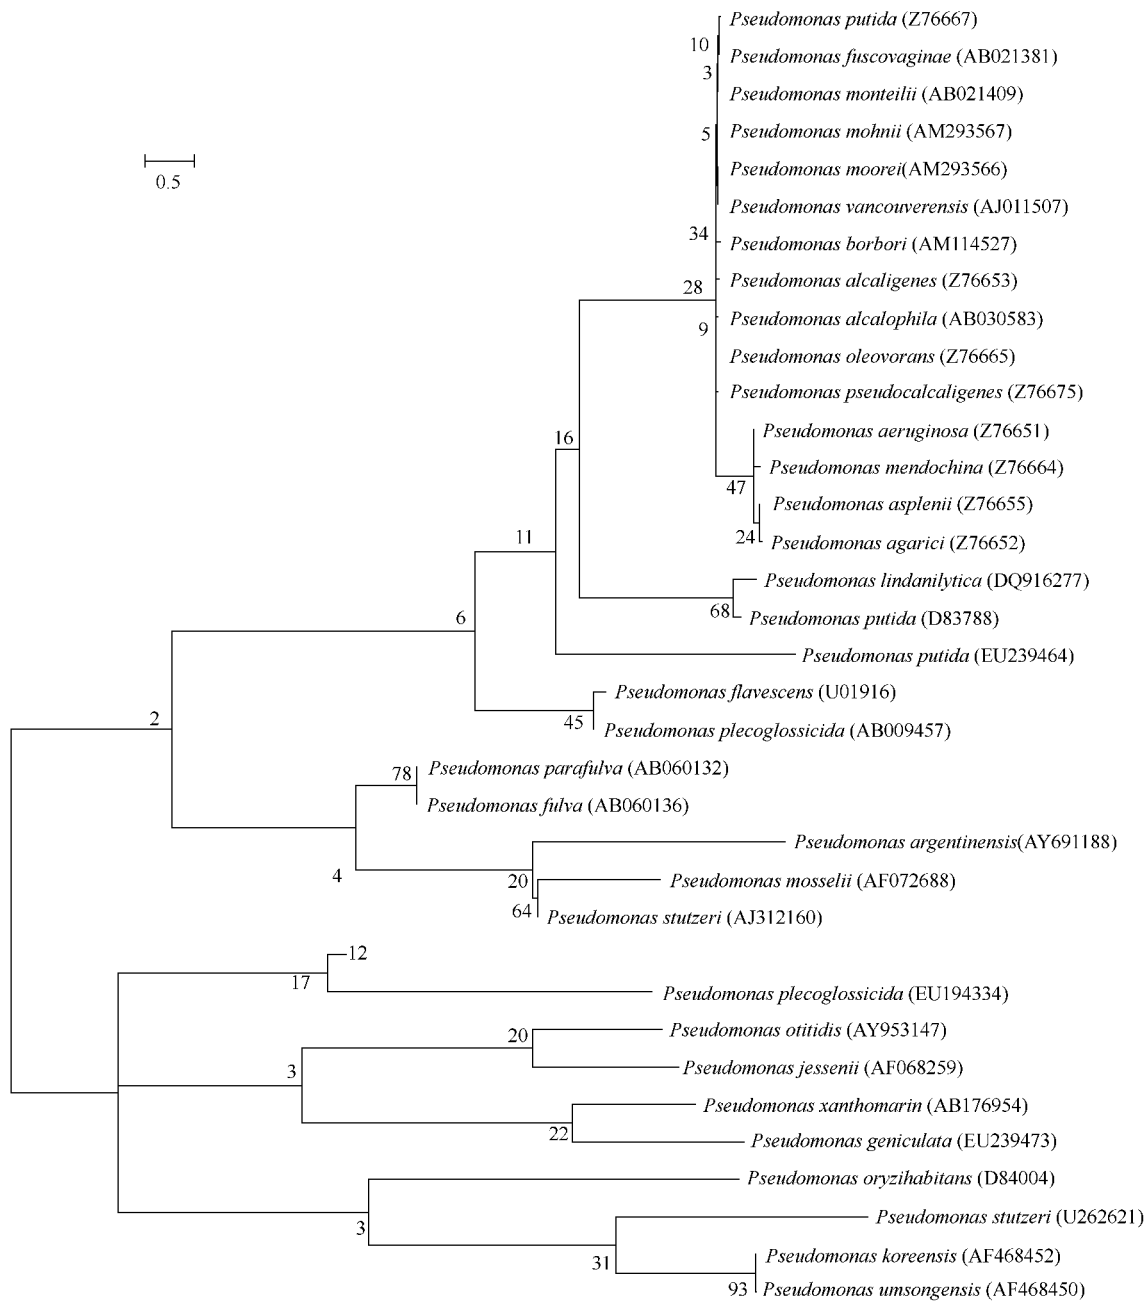 Pseudomonas putida (Z76667)
10
Pseudomonas fuscovaginae (AB021381)
3
Pseudomonas monteilii (AB021409)
5
Pseudomonas mohnii (AM293567)
0.5
Pseudomonas moorei(AM293566)
Pseudomonas vancouverensis (AJ011507)
34
Pseudomonas borbori (AM114527)
28
Pseudomonas alcaligenes (Z76653)
9
Pseudomonas alcalophila (AB030583)
Pseudomonas oleovorans (Z76665)
Pseudomonas pseudocalcaligenes (Z76675)
16
Pseudomonas aeruginosa (Z76651)
47
Pseudomonas mendochina (Z76664)
Pseudomonas asplenii (Z76655)
11
24
Pseudomonas agarici (Z76652)
Pseudomonas lindanilytica (DQ916277)
6
68
Pseudomonas putida (D83788)
Pseudomonas putida (EU239464)
Pseudomonas flavescens (U01916)
2
45
Pseudomonas plecoglossicida (AB009457)
78
Pseudomonas parafulva (AB060132)
Pseudomonas fulva (AB060136)
Pseudomonas argentinensis(AY691188)
4
20
Pseudomonas mosselii (AF072688)
64
Pseudomonas stutzeri (AJ312160)
12
17
Pseudomonas plecoglossicida (EU194334)
20
Pseudomonas otitidis (AY953147)
3
Pseudomonas jessenii (AF068259)
Pseudomonas xanthomarin (AB176954)
22
Pseudomonas geniculata (EU239473)
Pseudomonas oryzihabitans (D84004)
3
Pseudomonas stutzeri (U262621)
31
Pseudomonas koreensis (AF468452)
93
Pseudomonas umsongensis (AF468450)